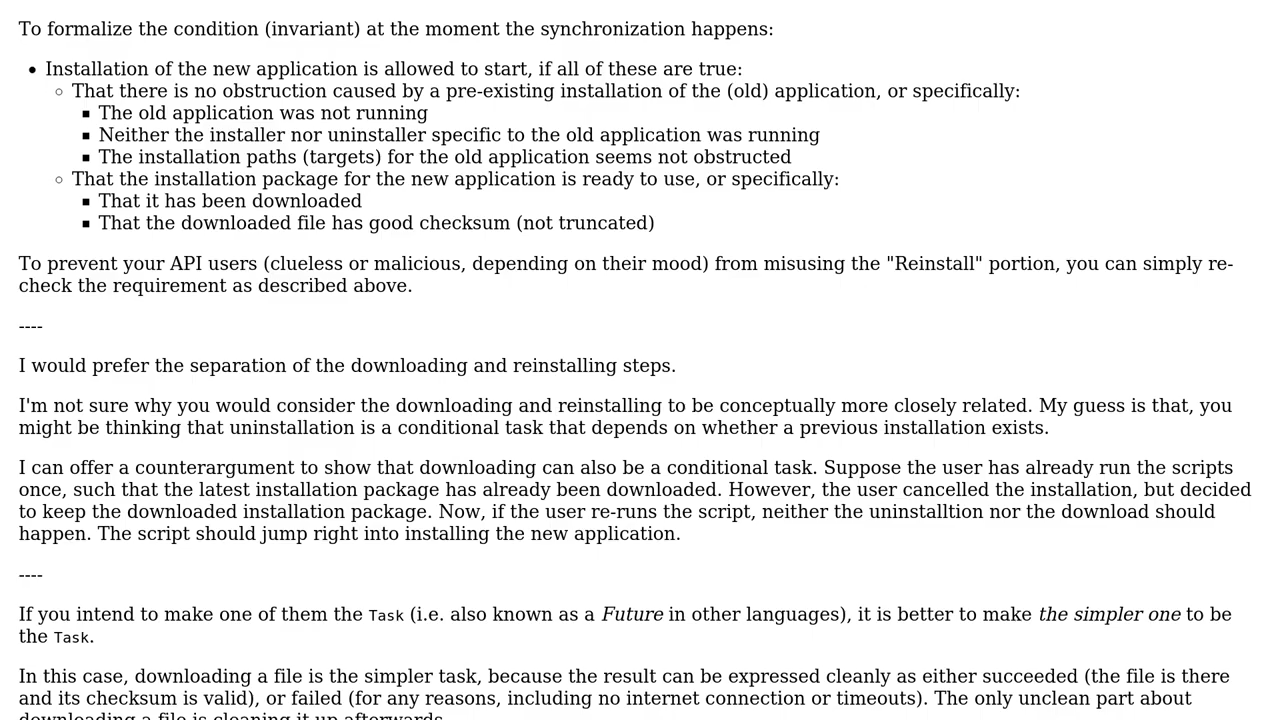 To formalize the condition (invariant) at the moment the synchronization happens:
Installation of the new application is allowed to start, if all of these are true:
That there is no obstruction caused by a pre-existing installation of the (old) application, or specifically:
The old application was not running
Neither the installer nor uninstaller specific to the old application was running
The installation paths (targets) for the old application seems not obstructed
That the installation package for the new application is ready to use, or specifically:
That it has been downloaded
That the downloaded file has good checksum (not truncated)
To prevent your API users (clueless or malicious, depending on their mood) from misusing the "Reinstall" portion, you can simply re-
check the requirement as described above.
----
I would prefer the separation of the downloading and reinstalling steps.
I'm not sure why you would consider the downloading and reinstalling to be conceptually more closely related. My guess is that, you
might be thinking that uninstallation is a conditional task that depends on whether a previous installation exists.
I can offer a counterargument to show that downloading can also be a conditional task. Suppose the user has already run the scripts
once, such that the latest installation package has already been downloaded. However, the user cancelled the installation, but decided
to keep the downloaded installation package. Now, if the user re-runs the script, neither the uninstalltion nor the download should
happen. The script should jump right into installing the new application.
----
If you intend to make one of them the Task (i.e. also known as a Future in other languages), it is better to make the simpler one to be
the Task.
In this case, downloading a file is the simpler task, because the result can be expressed cleanly as either succeeded (the file is there
and its checksum is valid), or failed (for any reasons, including no internet connection or timeouts). The only unclean part about
downloading a file is cleaning it up afterwards.